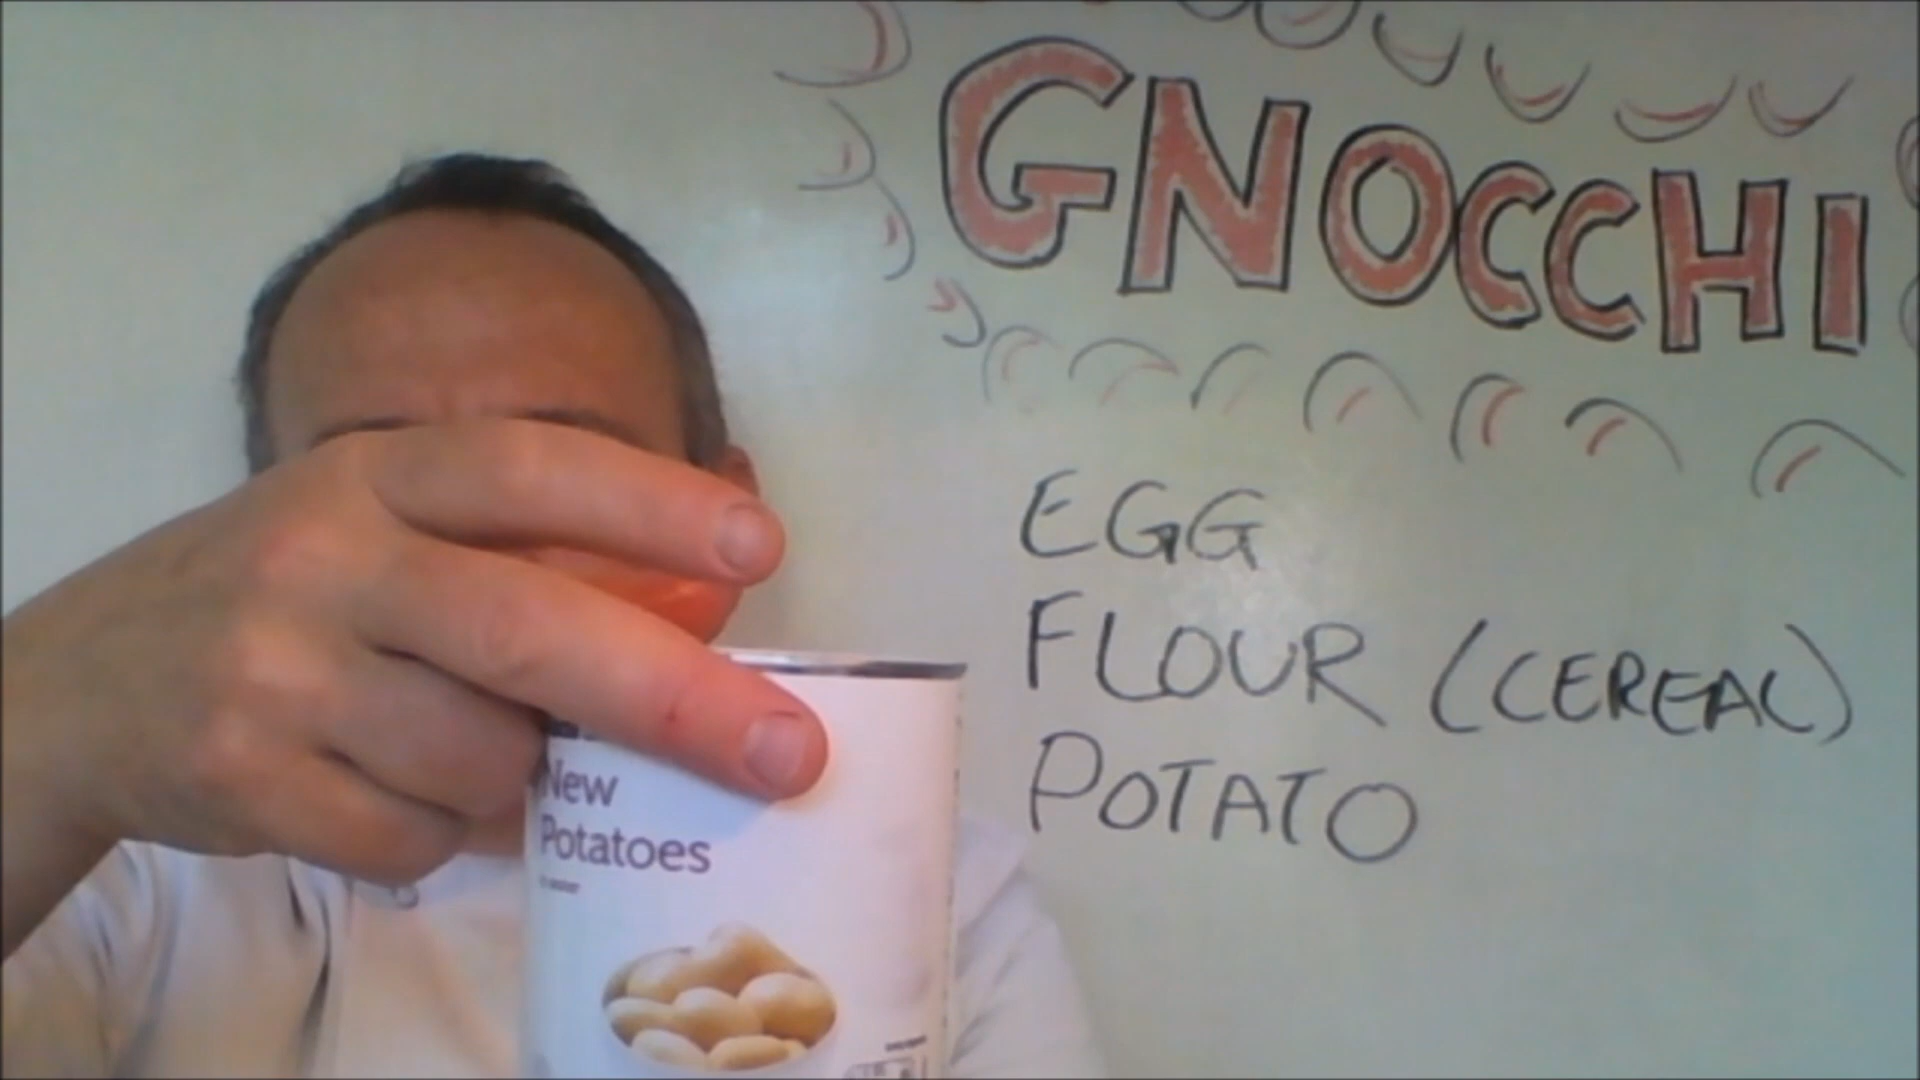 GNOCCHI
EGG
FLOUR (CEREAL)
POTATO
New
Potatoes